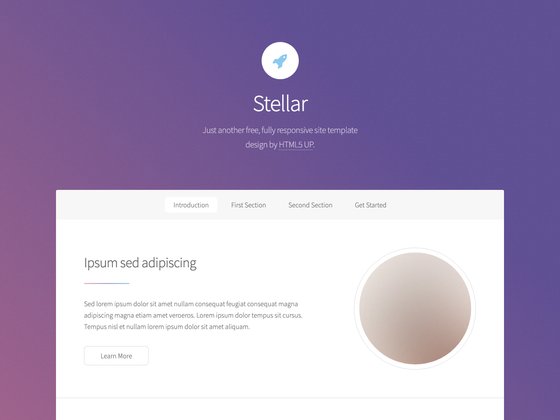 Stellar
Just another free, fully responsive site template
design by HTML5 UP.
Introduction
First Section
Second Section
Get Started
Ipsum sed adipiscing
Sed lorem ipsum dolor sit amet nullam consequat feugiat consequat magna
adipiscing magna etiam amet veroeros. Lorem ipsum dolor tempus sit cursus.
Tempus nisl et nullam lorem ipsum dolor sit amet aliquam.
Learn More